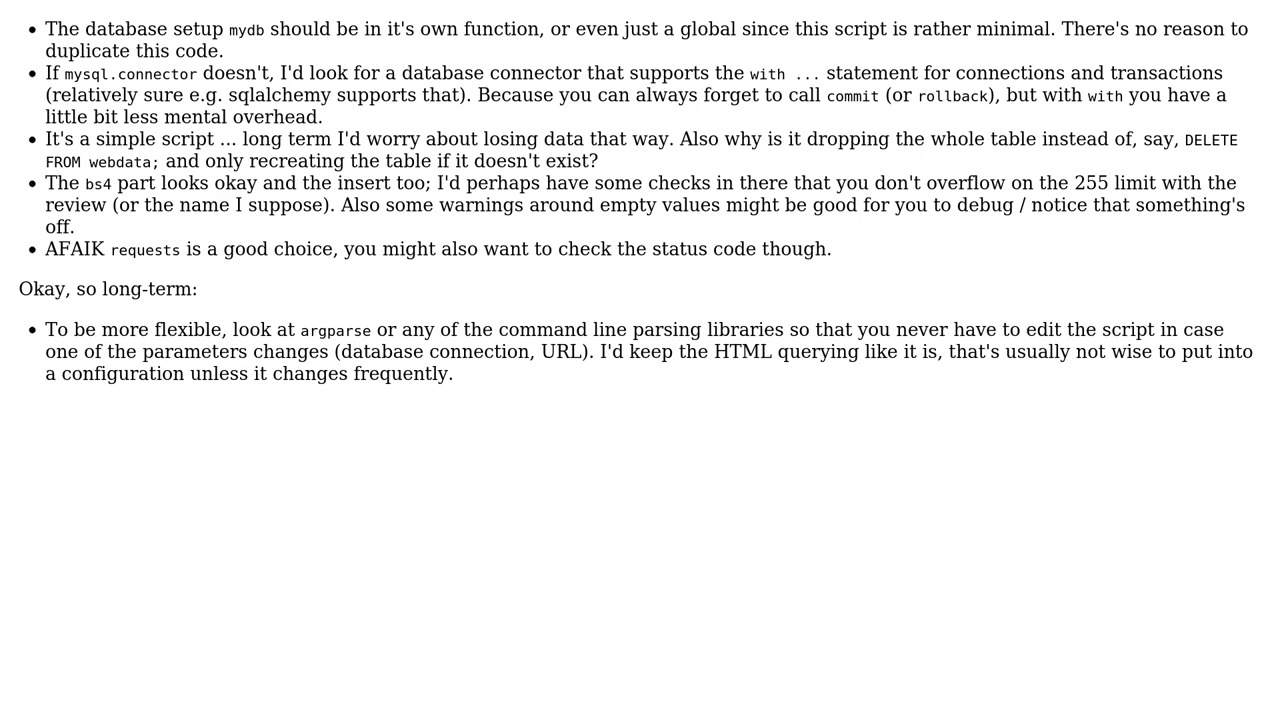 • The database setup mydb should be in it's own function, or even just a global since this script is rather minimal. There's no reason to
duplicate this code.
• If mysql.connector doesn't, I'd look for a database connector that supports the with ... statement for connections and transactions
(relatively sure e.g. sqlalchemy supports that). Because you can always forget to call commit (or rollback), but with with you have a
little bit less mental overhead.
• It's a simple script ... long term I'd worry about losing data that way. Also why is it dropping the whole table instead of, say, DELETE
FROM webdata; and only recreating the table if it doesn't exist?
• The bs4 part looks okay and the insert too; I'd perhaps have some checks in there that you don't overflow on the 255 limit with the
review (or the name I suppose). Also some warnings around empty values might be good for you to debug / notice that something's
off.
• AFAIK requests is a good choice, you might also want to check the status code though.
Okay, so long-term:
• To be more flexible, look at argparse or any of the command line parsing libraries so that you never have to edit the script in case
one of the parameters changes (database connection, URL). I'd keep the HTML querying like it is, that's usually not wise to put into
a configuration unless it changes frequently.